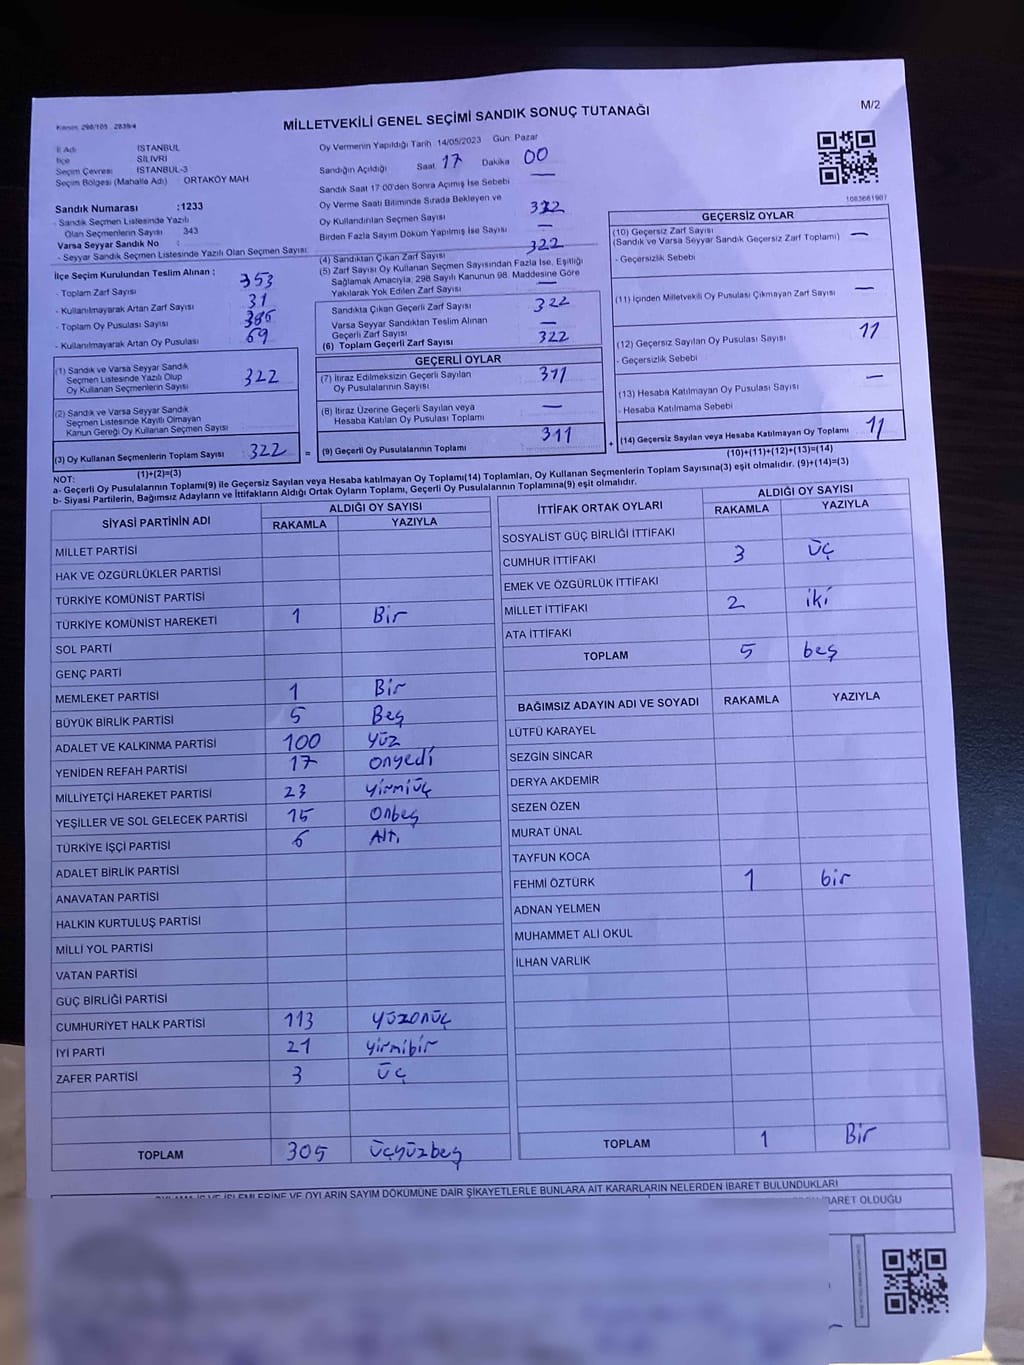 MİLLETVEKİLİ GENEL SEÇİMİ SANDIK SONUÇ TUTANAĞI
M/2
İl Adı İSTANBUL
İlçe SİLİVRİ
Seçim Çevresi İSTANBUL-3
Seçim Bölgesi (Mahalle Adı) ORTAKÖY MAH
Sandık Numarası :1233
- Sandık Seçmen Listesinde Yazılı
Olan Seçmenlerin Sayısı 343
Varsa Seyyar Sandık No :
- Seyyar Sandık Seçmen Listesinde Yazılı Olan Seçmen Sayısı:
Oy Vermenin Yapıldığı Tarih 14/05/2023 Gün Pazar
Sandığın Açıldığı Saat 17 Dakika 00
Sandık Saat 17 00'den Sonra Açımış İse Sebebi —
Oy Verme Saati Bitiminde Sırada Bekleyen ve
Oy Kullandırılan Seçmen Sayısı 322
Birden Fazla Sayım Döküm Yapılmış İse Sayısı —
(4) Sandıktan Çıkan Zarf Sayısı 322
(5) Zarf Sayısı Oy Kullanan Seçmen Sayısından Fazla İse, Eşitliği
Sağlamak Amacıyla, 298 Sayılı Kanunun 98. Maddesine Göre
Yakılarak Yok Edilen Zarf Sayısı —
Sandıkta Çıkan Geçerli Zarf Sayısı 322
Varsa Seyyar Sandıktan Teslim Alınan
Geçerli Zarf Sayısı —
(6) Toplam Geçerli Zarf Sayısı 322
İlçe Seçim Kurulundan Teslim Alınan :
- Toplam Zarf Sayısı 353
- Kullanılmayarak Artan Zarf Sayısı 31
- Toplam Oy Pusulası Sayısı
- Kullanılmayarak Artan Oy Pusulası 69
(1) Sandık ve Varsa Seyyar Sandık
Seçmen Listesinde Yazılı Olup
Oy Kullanan Seçmenlerin Sayısı 322
(2) Sandık ve Varsa Seyyar Sandık
Seçmen Listesinde Kayıtlı Olmayan
Kanun Gereği Oy Kullanan Seçmen Sayısı
(3) Oy Kullanan Seçmenlerin Toplam Sayısı 322
(1)+(2)=(3)
=
GEÇERLİ OYLAR
(7) İtiraz Edilmeksizin Geçerli Sayılan
Oy Pusulalarının Sayısı 311
(8) İtiraz Üzerine Geçerli Sayılan veya
Hesaba Katılan Oy Pusulası Toplamı —
(9) Geçerli Oy Pusulalarının Toplamı 311
+
1083661907
GEÇERSİZ OYLAR
(10) Geçersiz Zarf Sayısı —
(Sandık ve Varsa Seyyar Sandık Geçersiz Zarf Toplamı)
- Geçersizlik Sebebi
(11) İçinden Milletvekili Oy Pusulası Çıkmayan Zarf Sayısı —
(12) Geçersiz Sayılan Oy Pusulası Sayısı 11
- Geçersizlik Sebebi
(13) Hesaba Katılmayan Oy Pusulası Sayısı —
- Hesaba Katılmama Sebebi
(14) Geçersiz Sayılan veya Hesaba Katılmayan Oy Toplamı 11
(10)+(11)+(12)+(13)=(14)
NOT:
a- Geçerli Oy Pusulalarının Toplamı(9) ile Geçersiz Sayılan veya Hesaba katılmayan Oy Toplamı(14) Toplamları, Oy Kullanan Seçmenlerin Toplam Sayısına(3) eşit olmalıdır. (9)+(14)=(3)
b- Siyasi Partilerin, Bağımsız Adayların ve İttifakların Aldığı Ortak Oyların Toplamı, Geçerli Oy Pusulalarının Toplamına(9) eşit olmalıdır.
SİYASİ PARTİNİN ADI ALDIĞI OY SAYISI
RAKAMLA YAZIYLA
MİLLET PARTİSİ
HAK VE ÖZGÜRLÜKLER PARTİSİ
TÜRKİYE KOMÜNİST PARTİSİ
TÜRKİYE KOMÜNİST HAREKETİ 1 Bir
SOL PARTİ
GENÇ PARTİ
MEMLEKET PARTİSİ 1 Bir
BÜYÜK BİRLİK PARTİSİ 5 Beş
ADALET VE KALKINMA PARTİSİ 100 yüz
YENİDEN REFAH PARTİSİ 17 onyedi
MİLLİYETÇİ HAREKET PARTİSİ 23 yirmiüç
YEŞİLLER VE SOL GELECEK PARTİSİ 15 Onbeş
TÜRKİYE İŞÇİ PARTİSİ 6 Altı
ADALET BİRLİK PARTİSİ
ANAVATAN PARTİSİ
HALKIN KURTULUŞ PARTİSİ
MİLLİ YOL PARTİSİ
VATAN PARTİSİ
GÜÇ BİRLİĞİ PARTİSİ
CUMHURİYET HALK PARTİSİ 113 yüzonüç
İYİ PARTİ 21 yirmibir
ZAFER PARTİSİ 3 üç
TOPLAM 305 üçyüzbeş
İTTİFAK ORTAK OYLARI ALDIĞI OY SAYISI
RAKAMLA YAZIYLA
SOSYALİST GÜÇ BİRLİĞİ İTTİFAKI
CUMHUR İTTİFAKI 3 üç
EMEK VE ÖZGÜRLÜK İTTİFAKI
MİLLET İTTİFAKI 2 iki
ATA İTTİFAKI
TOPLAM 5 beş
BAĞIMSIZ ADAYIN ADI VE SOYADI RAKAMLA YAZIYLA
LÜTFÜ KARAYEL
SEZGİN SİNCAR
DERYA AKDEMİR
SEZEN ÖZEN
MURAT ÜNAL
TAYFUN KOCA
FEHMİ ÖZTÜRK 1 bir
ADNAN YELMEN
MUHAMMET ALİ OKUL
İLHAN VARLIK
TOPLAM 1 Bir
İŞLEMLERİNE VE OYLARIN SAYIM DÖKÜMÜNE DAİR ŞİKAYETLERLE BUNLARA AİT KARARLARIN NELERDEN İBARET BULUNDUKLARI
İBARET OLDUĞU